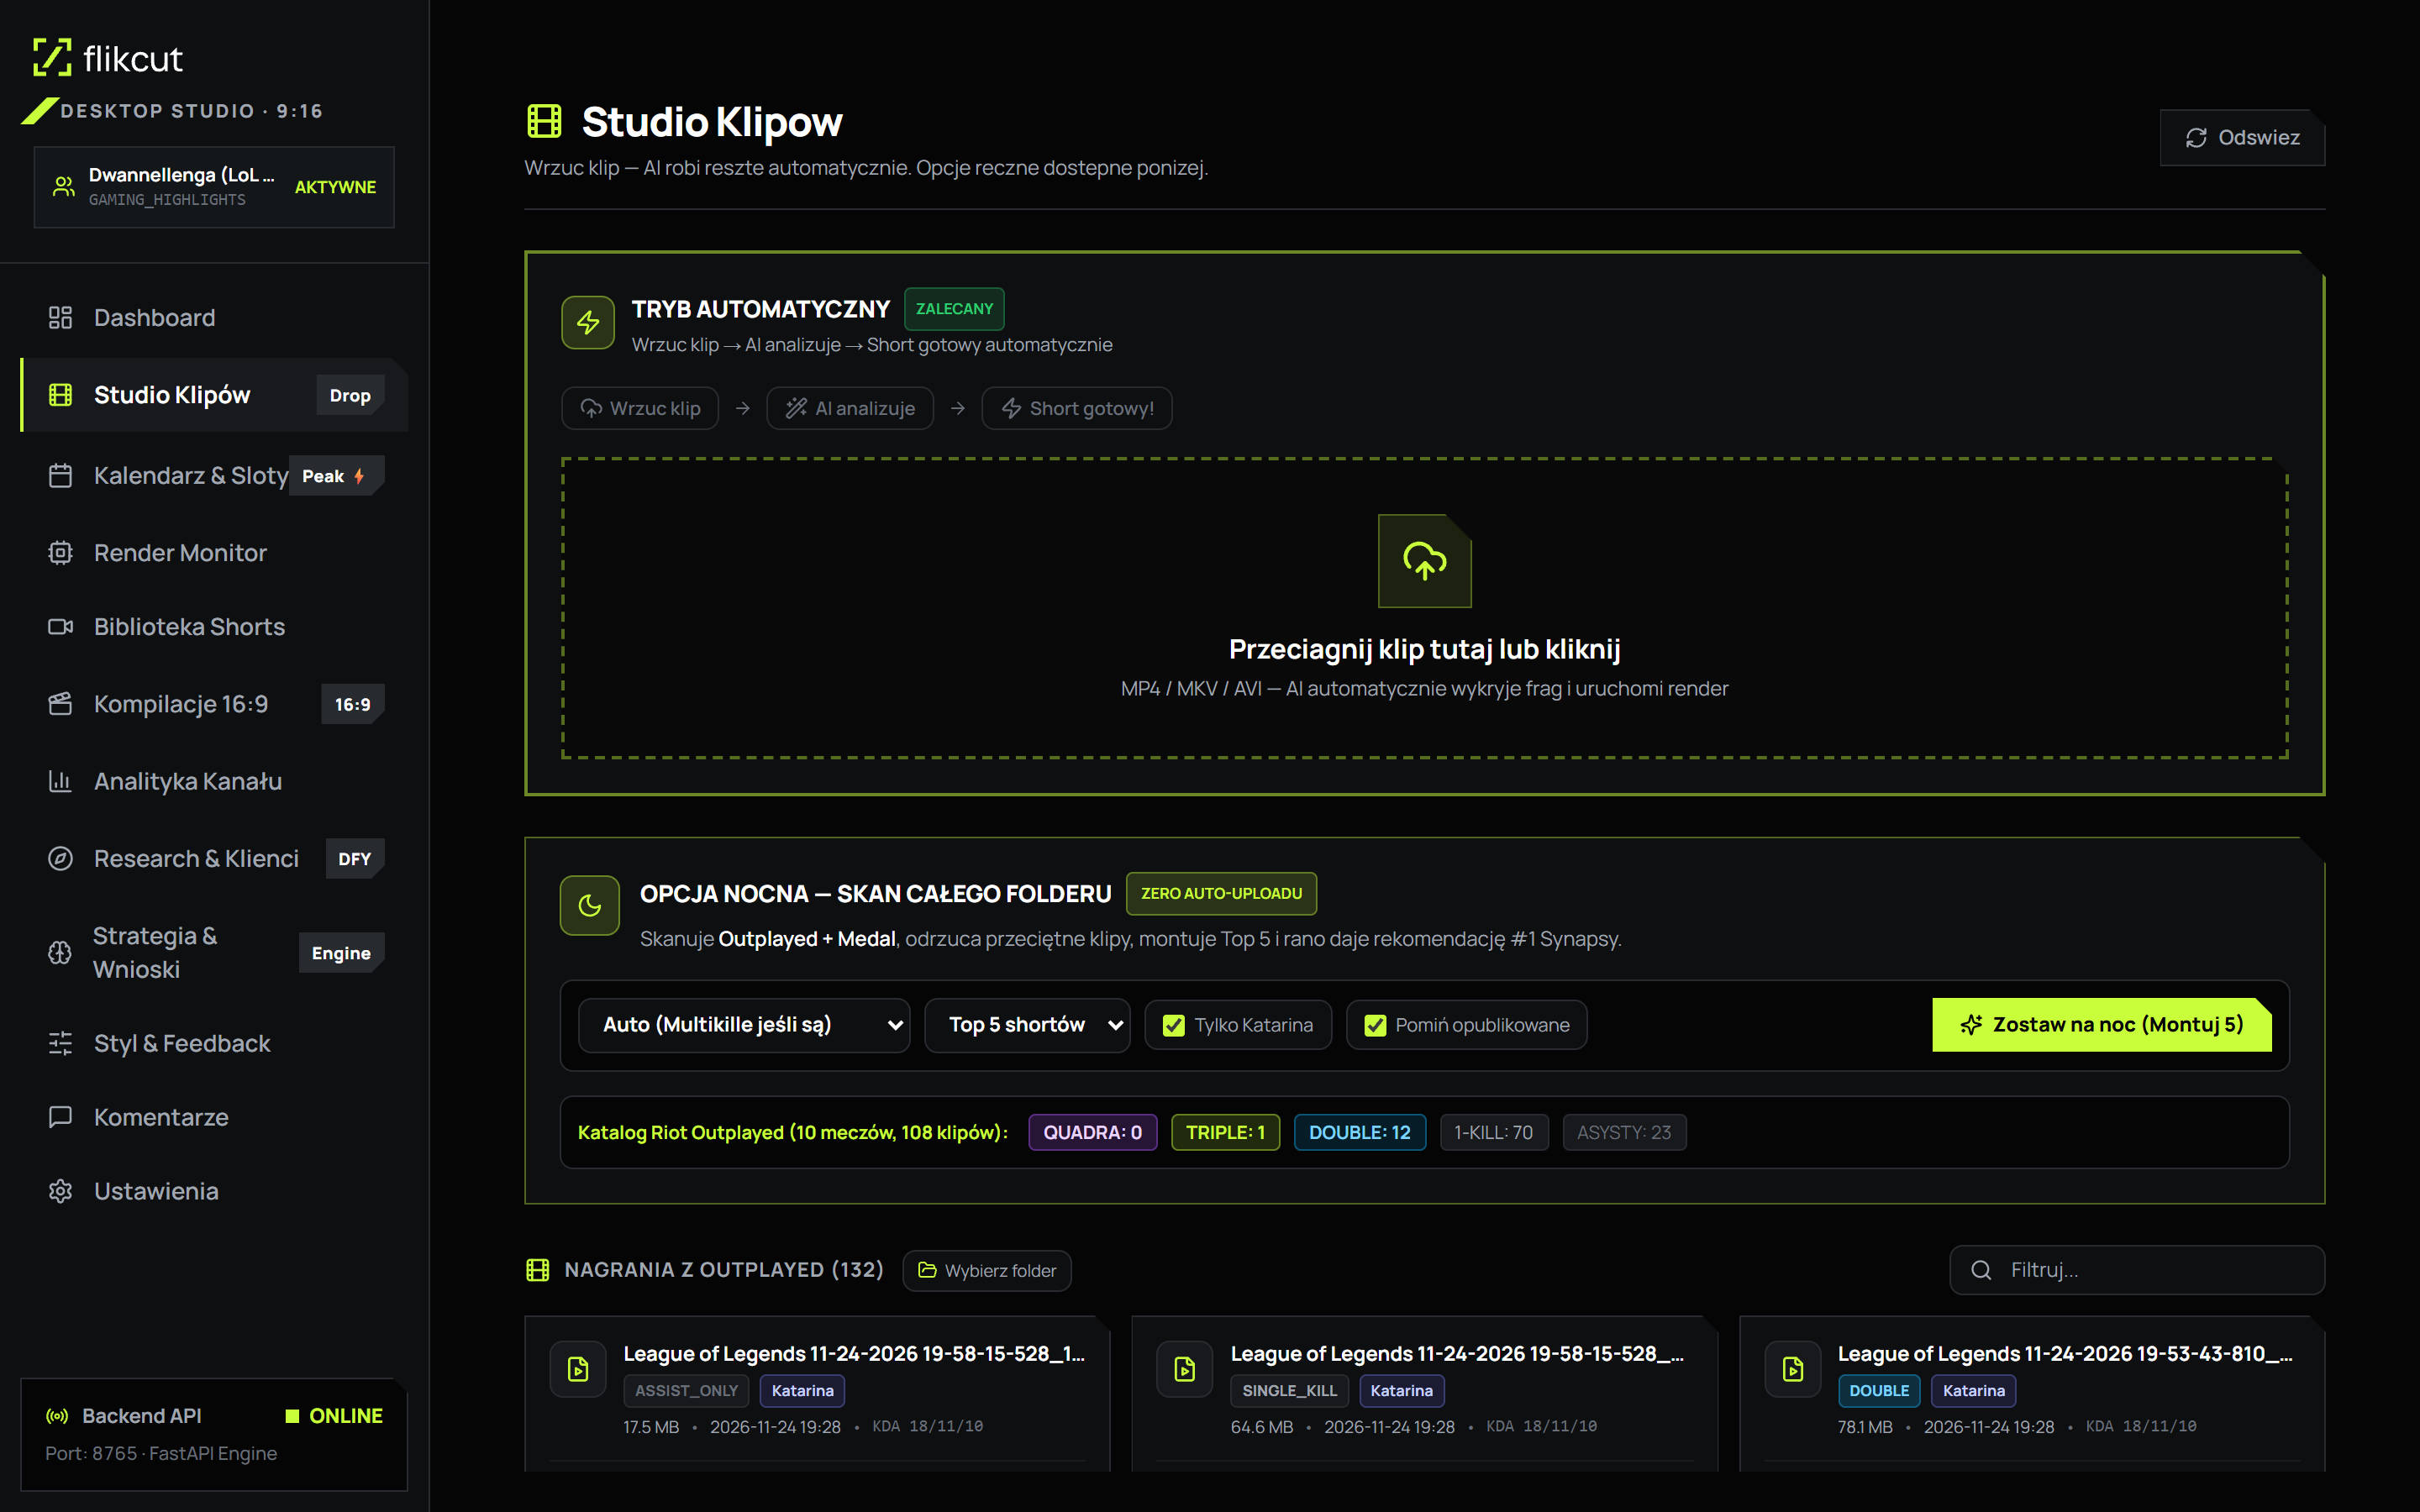 flikcut
DESKTOP STUDIO · 9:16
Dwannellenga (LoL ...
GAMING_HIGHLIGHTS
AKTYWNE
Dashboard
Studio Klipów
Drop
Kalendarz & Sloty
Peak
Render Monitor
Biblioteka Shorts
Kompilacje 16:9
16:9
Analityka Kanału
Research & Klienci
DFY
Strategia &
Wnioski
Engine
Styl & Feedback
Komentarze
Ustawienia
Backend API
ONLINE
Port: 8765 · FastAPI Engine
Studio Klipow
Wrzuc klip — AI robi reszte automatycznie. Opcje reczne dostepne ponizej.
Odswiez
TRYB AUTOMATYCZNY
ZALECANY
Wrzuc klip → AI analizuje → Short gotowy automatycznie
Wrzuc klip → AI analizuje → Short gotowy!
Przeciagnij klip tutaj lub kliknij
MP4 / MKV / AVI — AI automatycznie wykryje frag i uruchomi render
OPCJA NOCNA — SKAN CAŁEGO FOLDERU
ZERO AUTO-UPLOADU
Skanuje Outplayed + Medal, odrzuca przeciętne klipy, montuje Top 5 i rano daje rekomendację #1 Synapsy.
Auto (Multikille jeśli są)
Top 5 shortów
Tylko Katarina
Pomiń opublikowane
Zostaw na noc (Montuj 5)
Katalog Riot Outplayed (10 meczów, 108 klipów):
QUADRA: 0
TRIPLE: 1
DOUBLE: 12
1-KILL: 70
ASYSTY: 23
NAGRANIA Z OUTPLAYED (132)
Wybierz folder
Filtruj...
League of Legends 11-24-2026 19-58-15-528_1...
ASSIST_ONLY
Katarina
17.5 MB • 2026-11-24 19:28 • KDA 18/11/10
League of Legends 11-24-2026 19-58-15-528_...
SINGLE_KILL
Katarina
64.6 MB • 2026-11-24 19:28 • KDA 18/11/10
League of Legends 11-24-2026 19-53-43-810_...
DOUBLE
Katarina
78.1 MB • 2026-11-24 19:28 • KDA 18/11/10